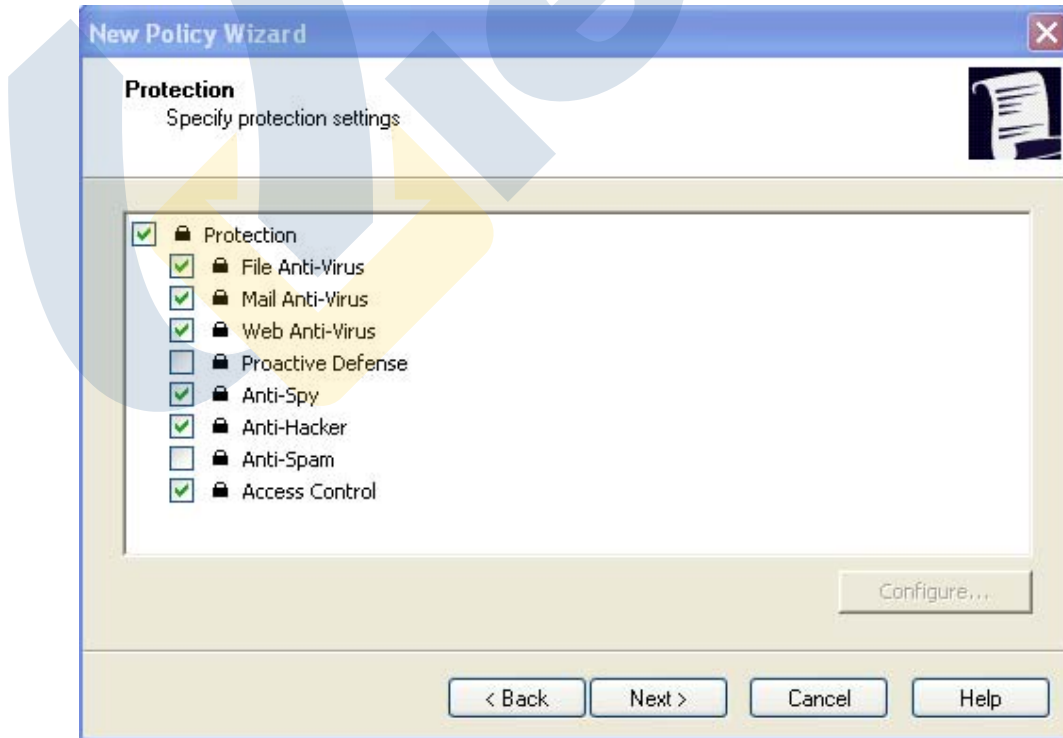 New Policy Wizard
Protection
Specify protection settings
Protection
File Anti-Virus
Mail Anti-Virus
Web Anti-Virus
Proactive Defense
Anti-Spy
Anti-Hacker
Anti-Spam
Access Control
Configure...
< Back Next > Cancel Help